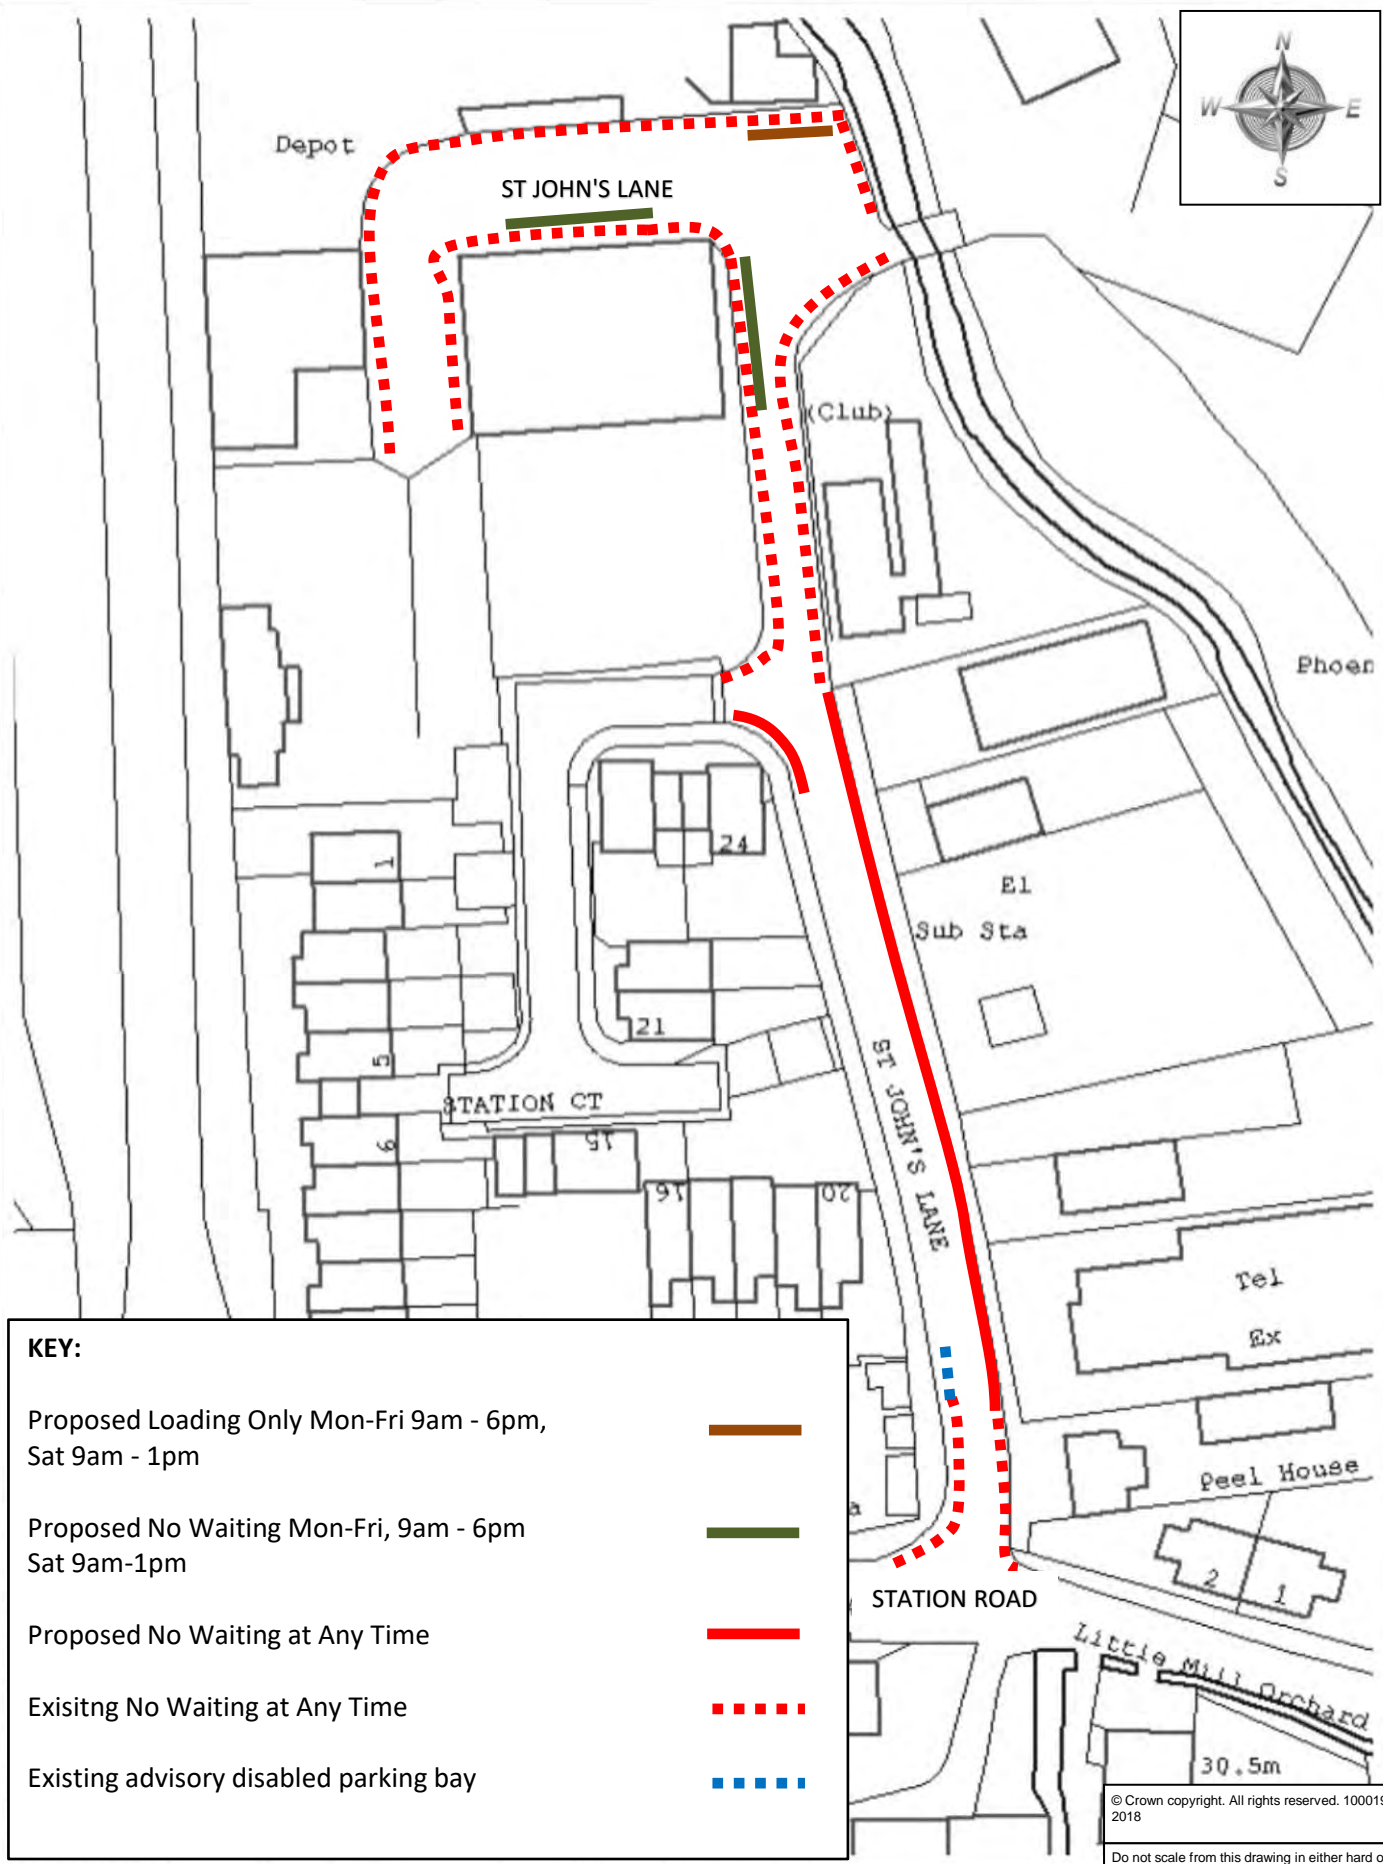 N
W E
S
Depot
ST JOHN'S LANE
(Club)
Phoen
24
1
El
Sub Sta
21
5
ST JOHN'S LANE
STATION CT
6
15
16
20
Tel
Ex
Peel House
a
2
1
STATION ROAD
Little Mill Orchard
30.5m
KEY:
Proposed Loading Only Mon-Fri 9am - 6pm,
Sat 9am - 1pm
Proposed No Waiting Mon-Fri, 9am - 6pm
Sat 9am-1pm
Proposed No Waiting at Any Time
Exisitng No Waiting at Any Time
Existing advisory disabled parking bay
© Crown copyright. All rights reserved. 100019
2018
Do not scale from this drawing in either hard o